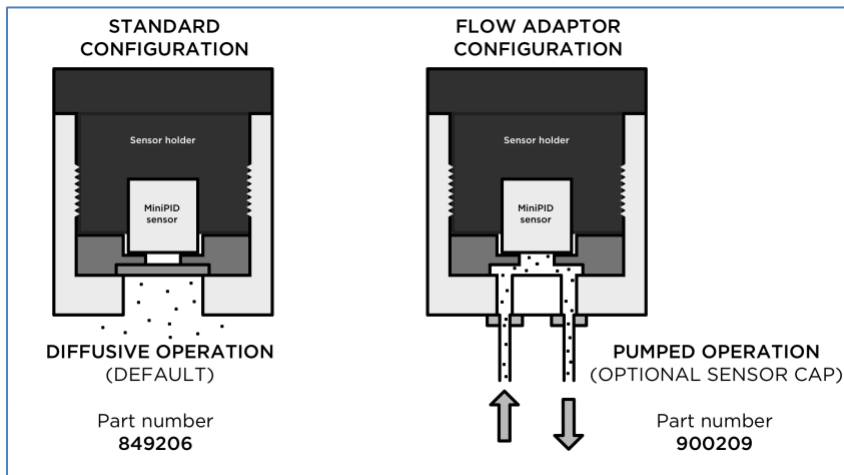 STANDARD
CONFIGURATION
Sensor holder
MiniPID
sensor
DIFFUSIVE OPERATION
(DEFAULT)
Part number
849206
FLOW ADAPTOR
CONFIGURATION
Sensor holder
MiniPID
sensor
PUMPED OPERATION
(OPTIONAL SENSOR CAP)
Part number
900209